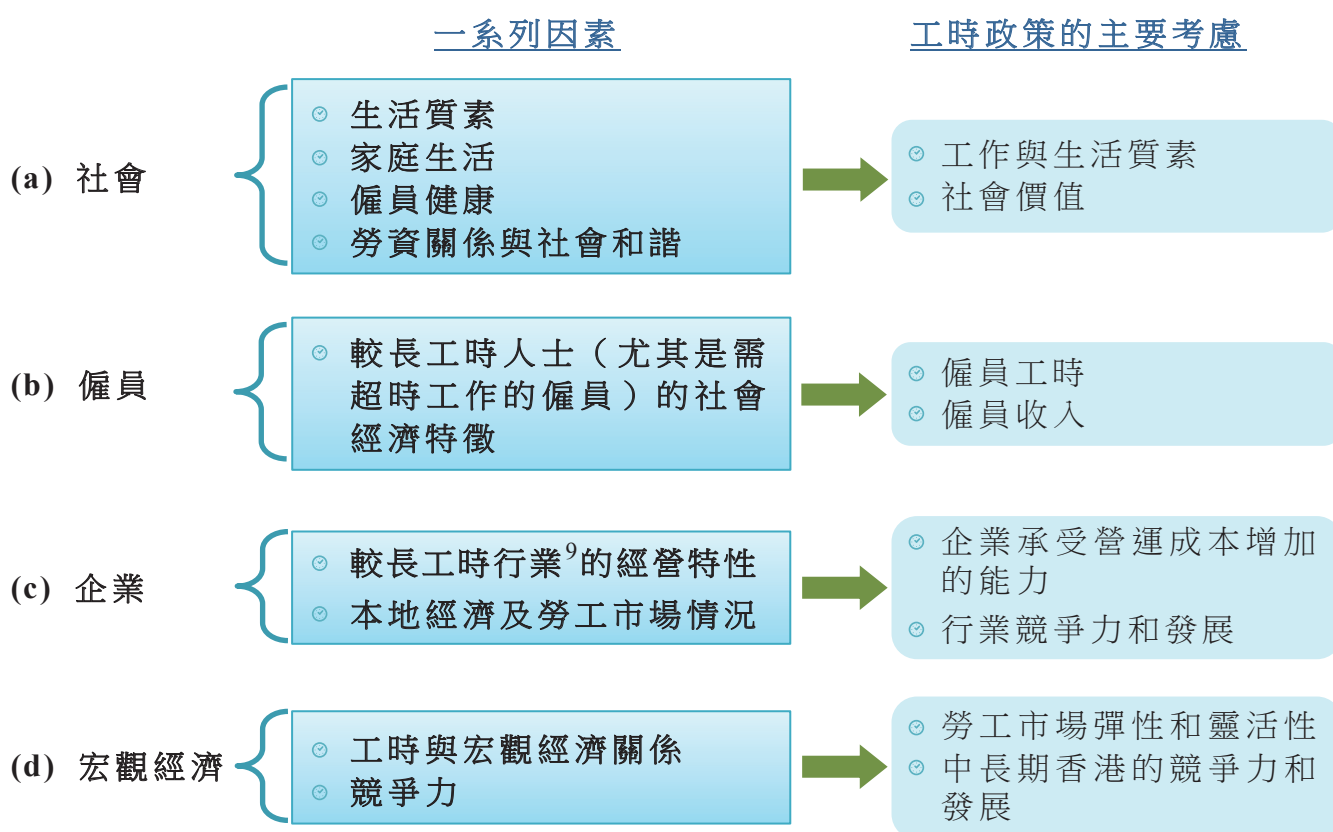 一系列因素
工時政策的主要考慮
(a) 社會
生活質素
家庭生活
僱員健康
勞資關係與社會和諧
工作與生活質素
社會價值
(b) 僱員
較長工時人士（尤其是需
超時工作的僱員）的社會
經濟特徵
僱員工時
僱員收入
(c) 企業
較長工時行業9的經營特性
本地經濟及勞工市場情況
企業承受營運成本增加
的能力
行業競爭力和發展
(d) 宏觀經濟
工時與宏觀經濟關係
競爭力
勞工市場彈性和靈活性
中長期香港的競爭力和
發展